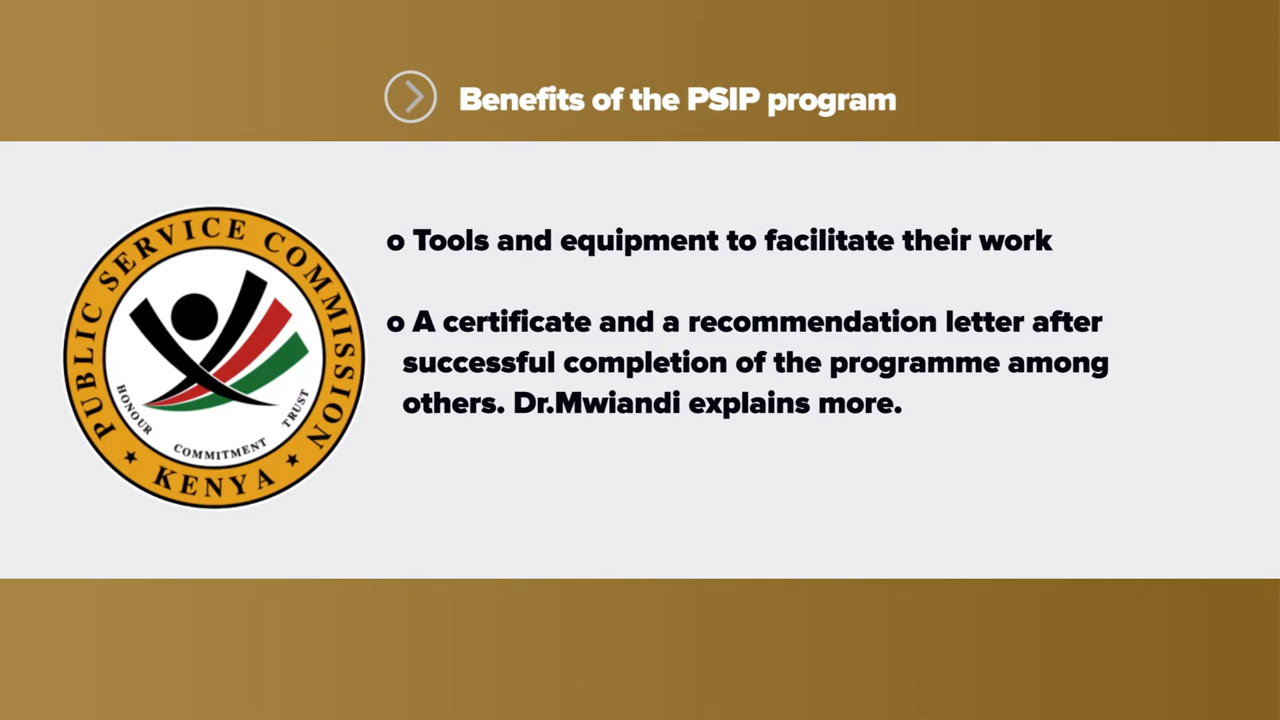 Benefits of the PSIP program
PUBLIC SERVICE COMMISSION
HONOUR
COMMITMENT
TRUST
★ KENYA ★
o Tools and equipment to facilitate their work
o A certificate and a recommendation letter after
successful completion of the programme among
others. Dr.Mwiandi explains more.